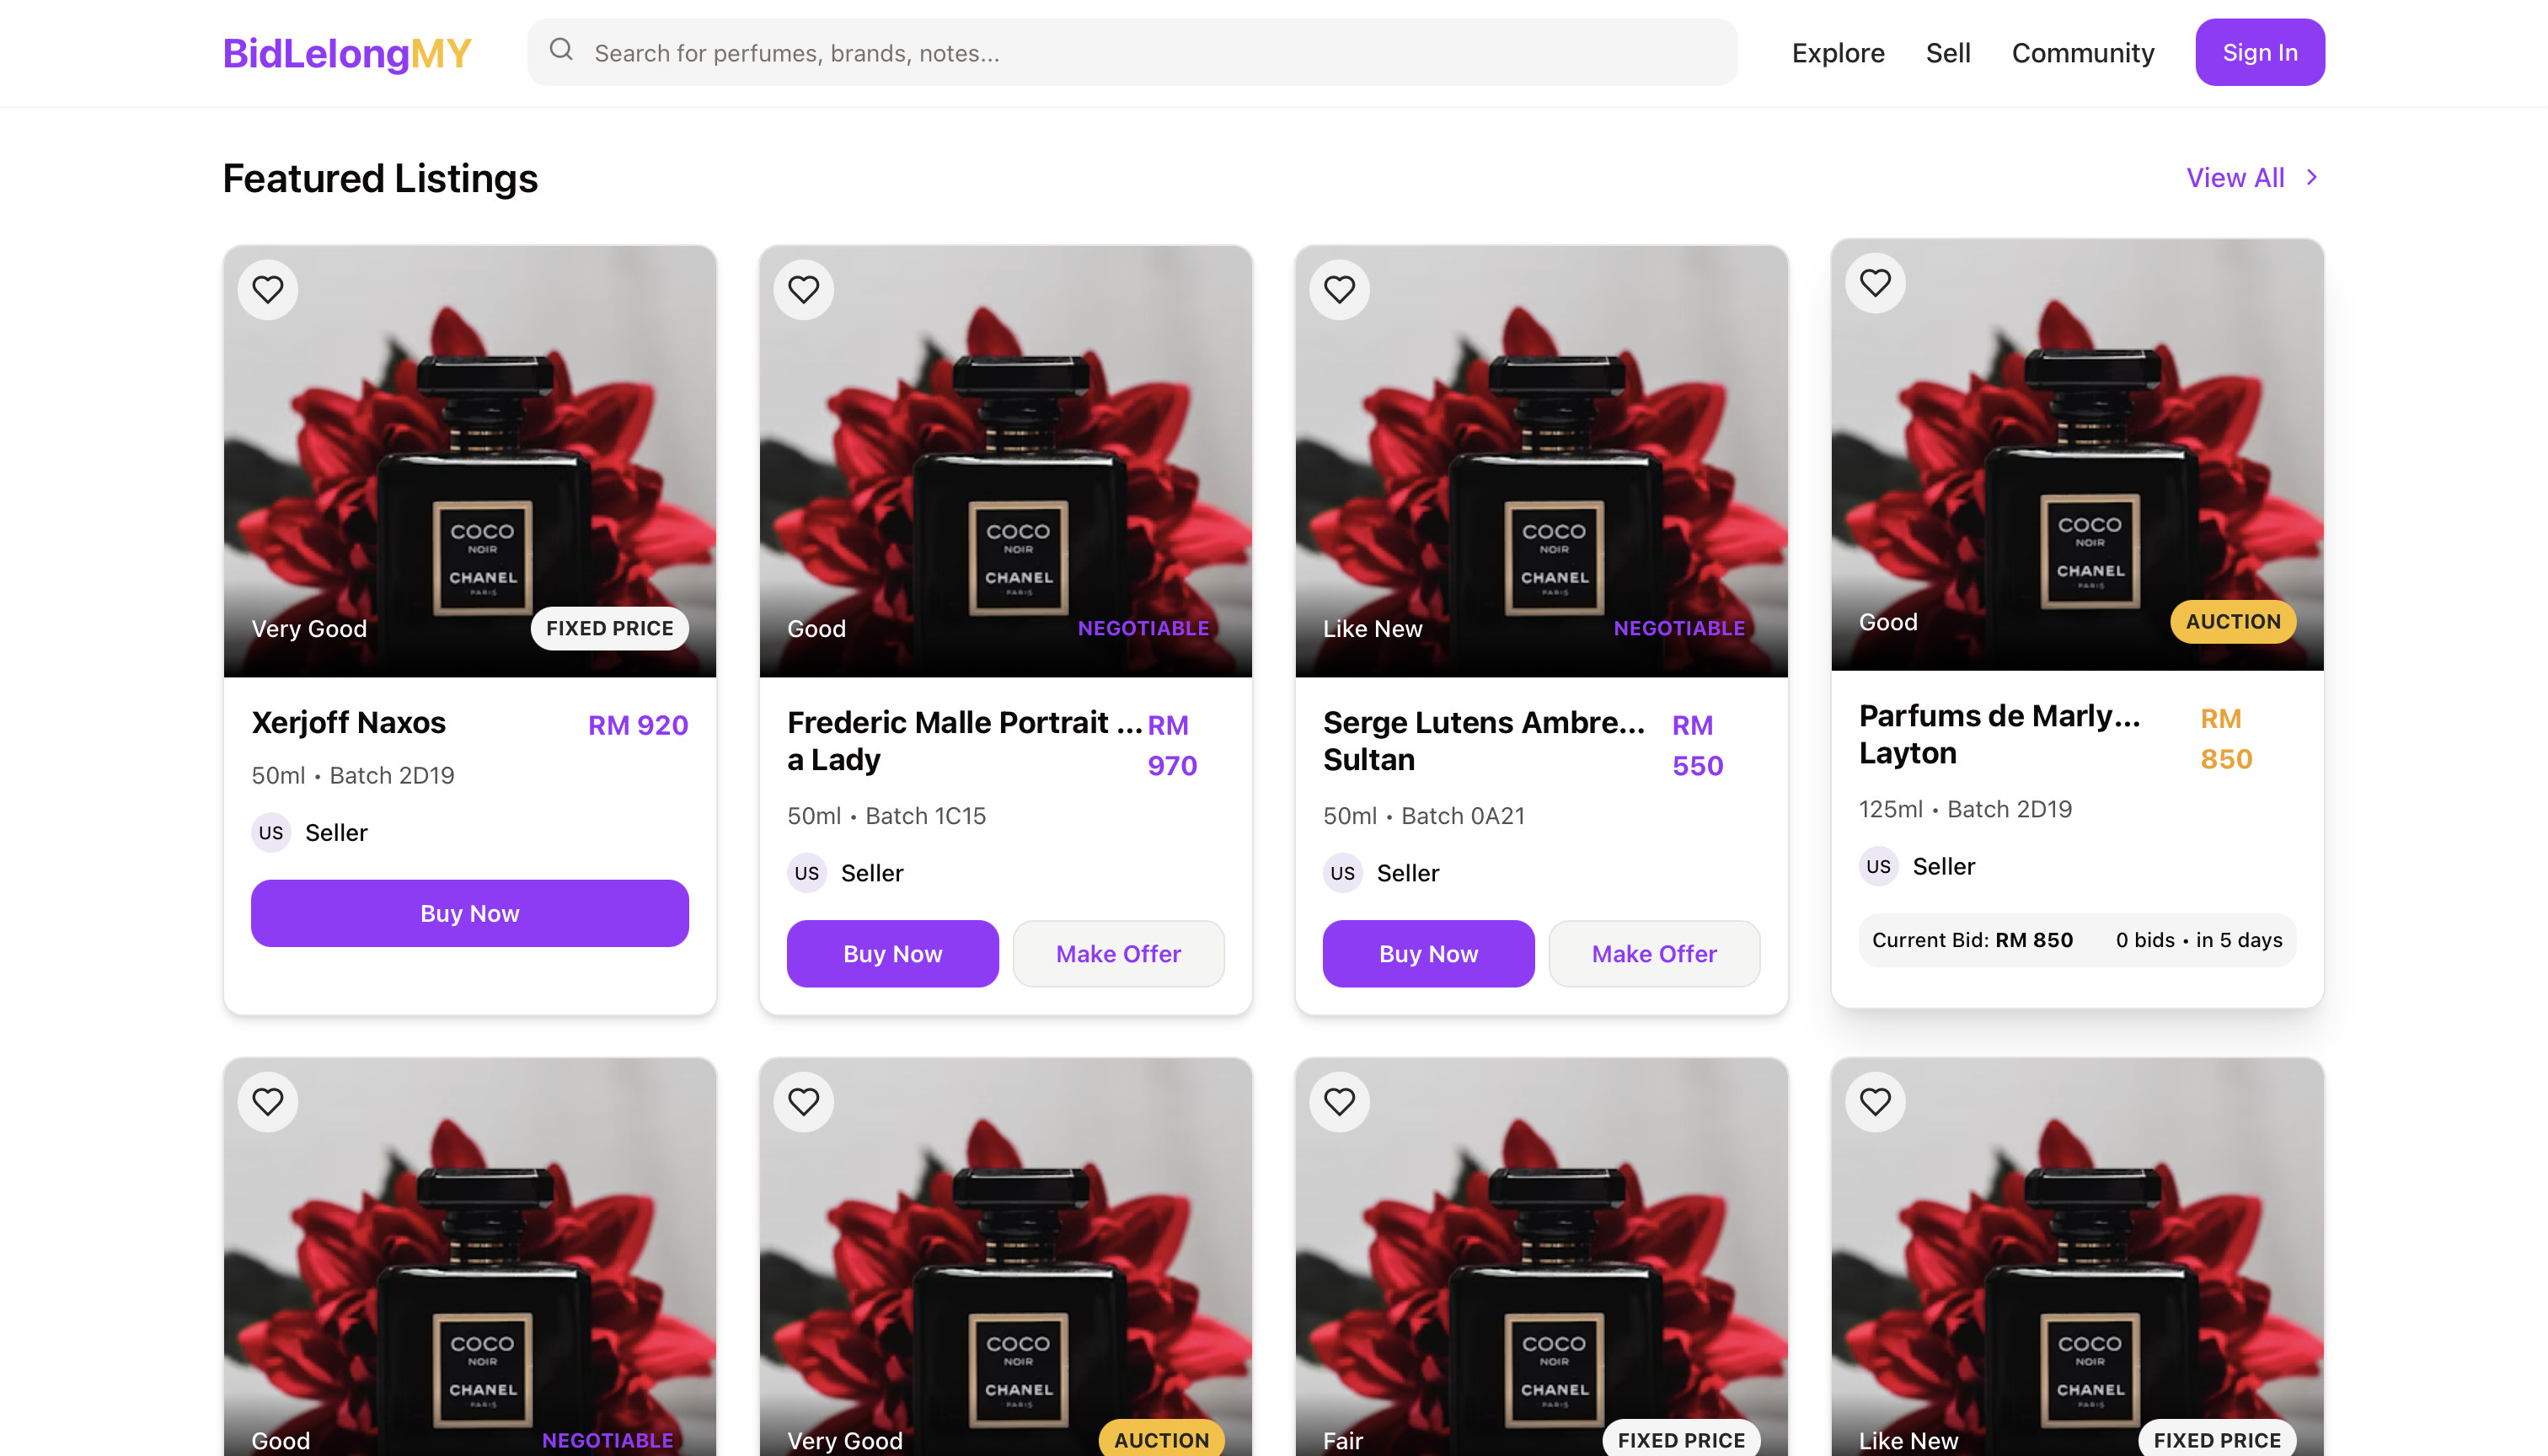 BidLelongMY
Search for perfumes, brands, notes...
Explore
Sell
Community
Sign In
Featured Listings
View All
COCO
NOIR
CHANEL
PARIS
Very Good
FIXED PRICE
Xerjoff Naxos
RM 920
50ml • Batch 2D19
US
Seller
Buy Now
COCO
NOIR
CHANEL
PARIS
Good
NEGOTIABLE
Frederic Malle Portrait ...
a Lady
RM
970
50ml • Batch 1C15
US
Seller
Buy Now
Make Offer
COCO
NOIR
CHANEL
PARIS
Like New
NEGOTIABLE
Serge Lutens Ambre...
Sultan
RM
550
50ml • Batch 0A21
US
Seller
Buy Now
Make Offer
COCO
NOIR
CHANEL
PARIS
Good
AUCTION
Parfums de Marly...
Layton
RM
850
125ml • Batch 2D19
US
Seller
Current Bid: RM 850
0 bids • in 5 days
COCO
NOIR
CHANEL
PARIS
Good
NEGOTIABLE
COCO
NOIR
CHANEL
PARIS
Very Good
AUCTION
COCO
NOIR
CHANEL
PARIS
Fair
FIXED PRICE
COCO
NOIR
CHANEL
PARIS
Like New
FIXED PRICE